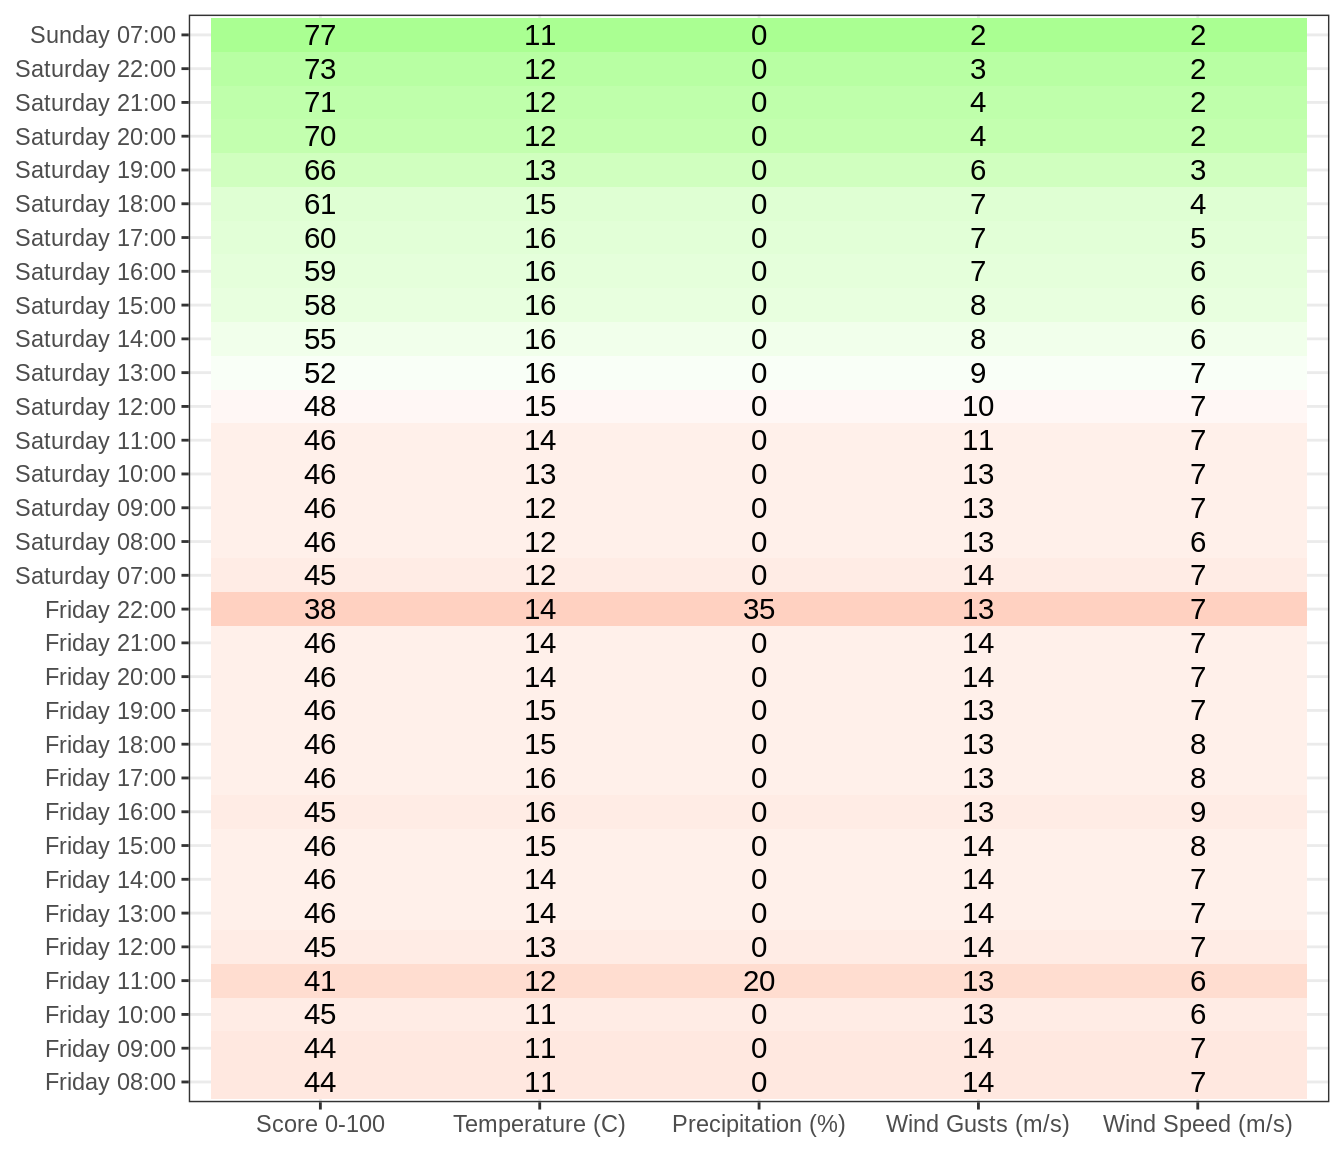 Sunday 07:00 77 11 0 2 2
Saturday 22:00 73 12 0 3 2
Saturday 21:00 71 12 0 4 2
Saturday 20:00 70 12 0 4 2
Saturday 19:00 66 13 0 6 3
Saturday 18:00 61 15 0 7 4
Saturday 17:00 60 16 0 7 5
Saturday 16:00 59 16 0 7 6
Saturday 15:00 58 16 0 8 6
Saturday 14:00 55 16 0 8 6
Saturday 13:00 52 16 0 9 7
Saturday 12:00 48 15 0 10 7
Saturday 11:00 46 14 0 11 7
Saturday 10:00 46 13 0 13 7
Saturday 09:00 46 12 0 13 7
Saturday 08:00 46 12 0 13 6
Saturday 07:00 45 12 0 14 7
Friday 22:00 38 14 35 13 7
Friday 21:00 46 14 0 14 7
Friday 20:00 46 14 0 14 7
Friday 19:00 46 15 0 13 7
Friday 18:00 46 15 0 13 8
Friday 17:00 46 16 0 13 8
Friday 16:00 45 16 0 13 9
Friday 15:00 46 15 0 14 8
Friday 14:00 46 14 0 14 7
Friday 13:00 46 14 0 14 7
Friday 12:00 45 13 0 14 7
Friday 11:00 41 12 20 13 6
Friday 10:00 45 11 0 13 6
Friday 09:00 44 11 0 14 7
Friday 08:00 44 11 0 14 7
Score 0-100 Temperature (C) Precipitation (%) Wind Gusts (m/s) Wind Speed (m/s)